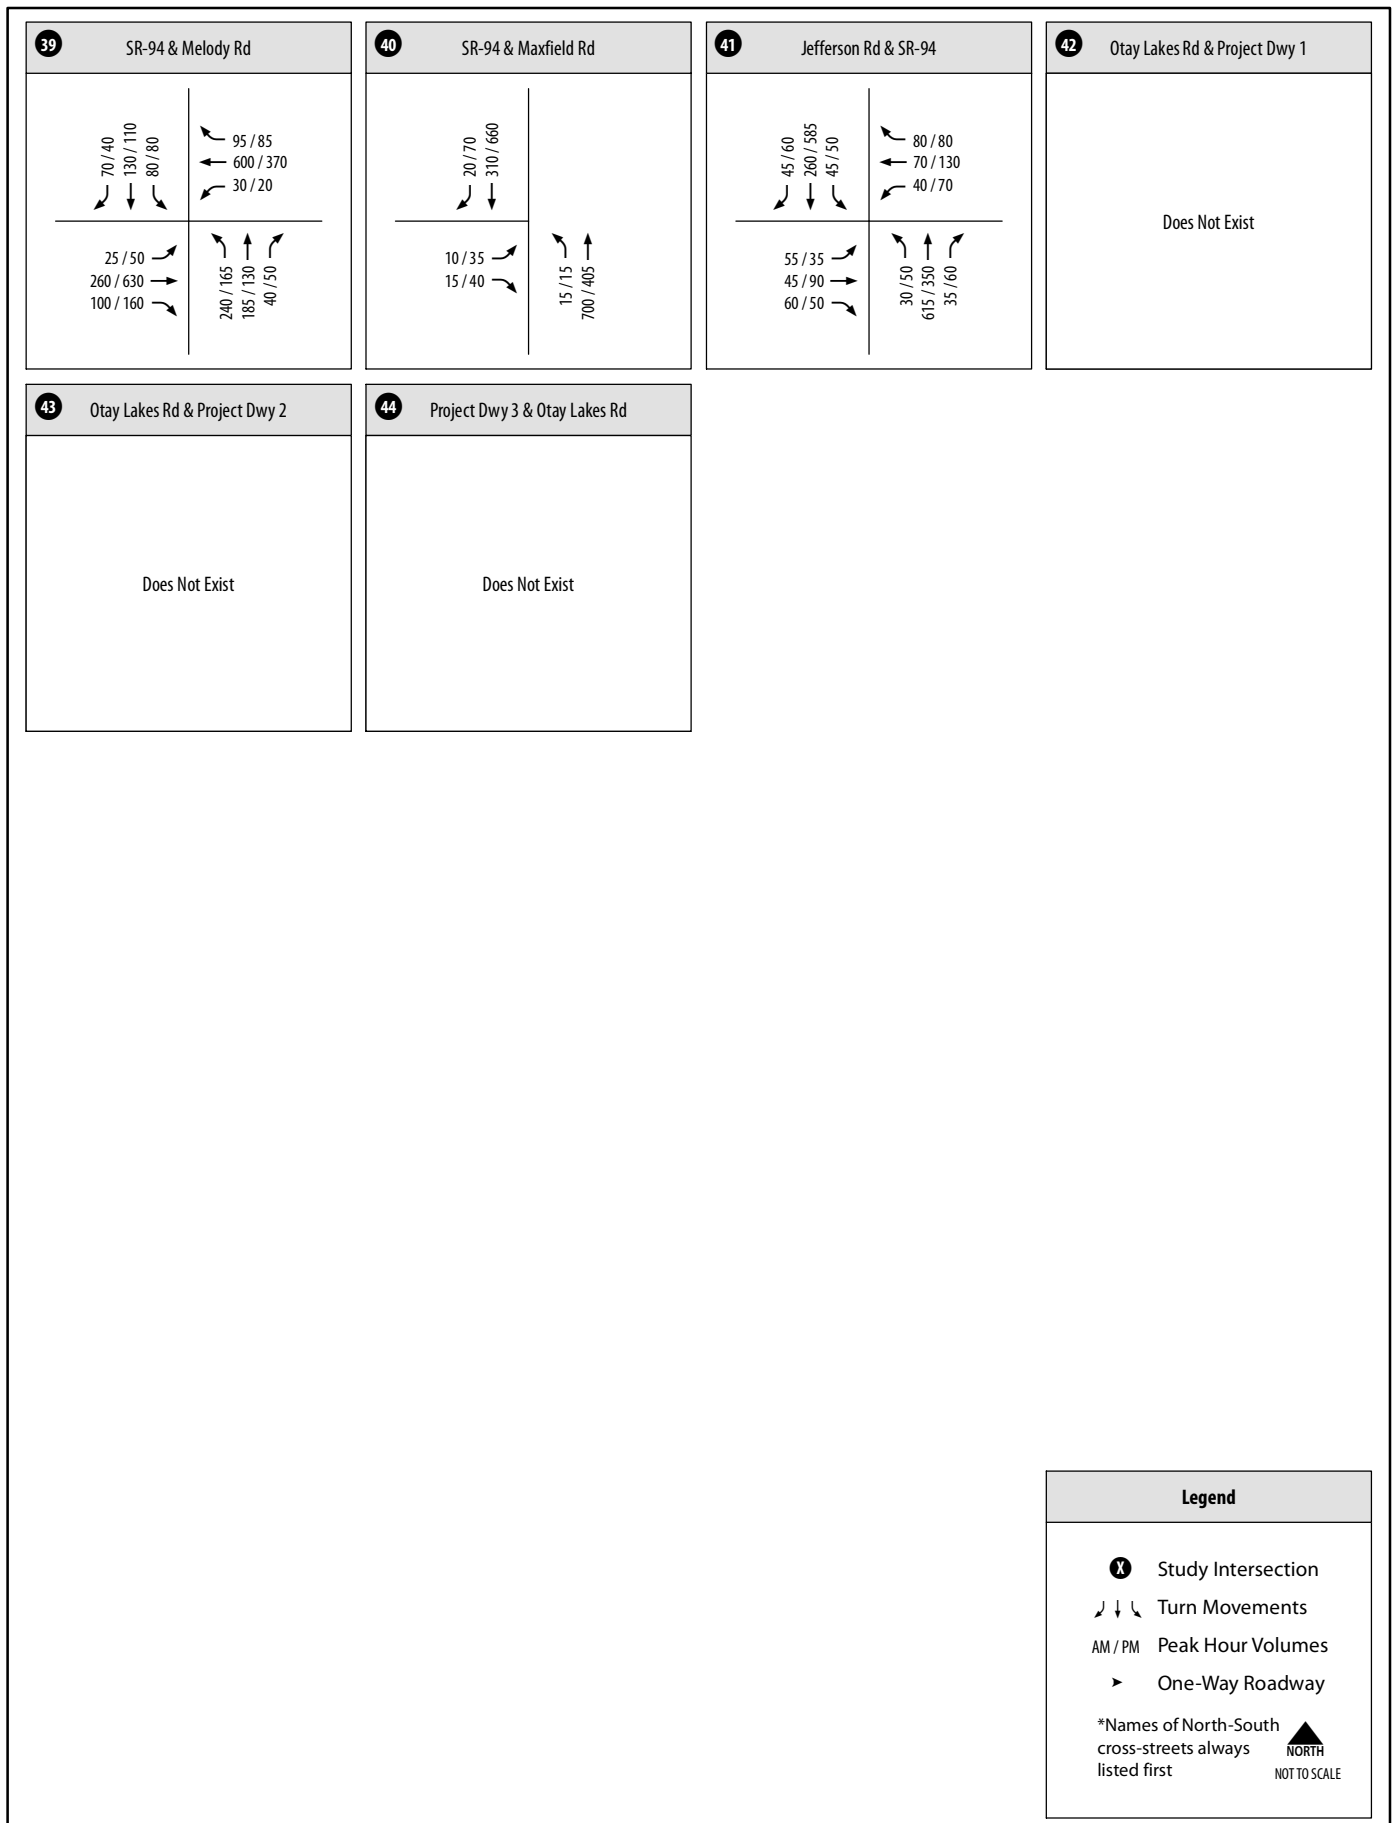 39 SR-94 & Melody Rd
70 / 40
130 / 110
80 / 80
95 / 85
600 / 370
30 / 20
25 / 50
260 / 630
100 / 160
240 / 165
185 / 130
40 / 50
40 SR-94 & Maxfield Rd
20 / 70
310 / 660
10 / 35
15 / 40
15 / 15
700 / 405
41 Jefferson Rd & SR-94
45 / 60
260 / 585
45 / 50
80 / 80
70 / 130
40 / 70
55 / 35
45 / 90
60 / 50
30 / 50
615 / 350
35 / 60
42 Otay Lakes Rd & Project Dwy 1
Does Not Exist
43 Otay Lakes Rd & Project Dwy 2
Does Not Exist
44 Project Dwy 3 & Otay Lakes Rd
Does Not Exist
Legend
X Study Intersection
Turn Movements
AM / PM Peak Hour Volumes
One-Way Roadway
*Names of North-South
cross-streets always
listed first
NORTH
NOT TO SCALE